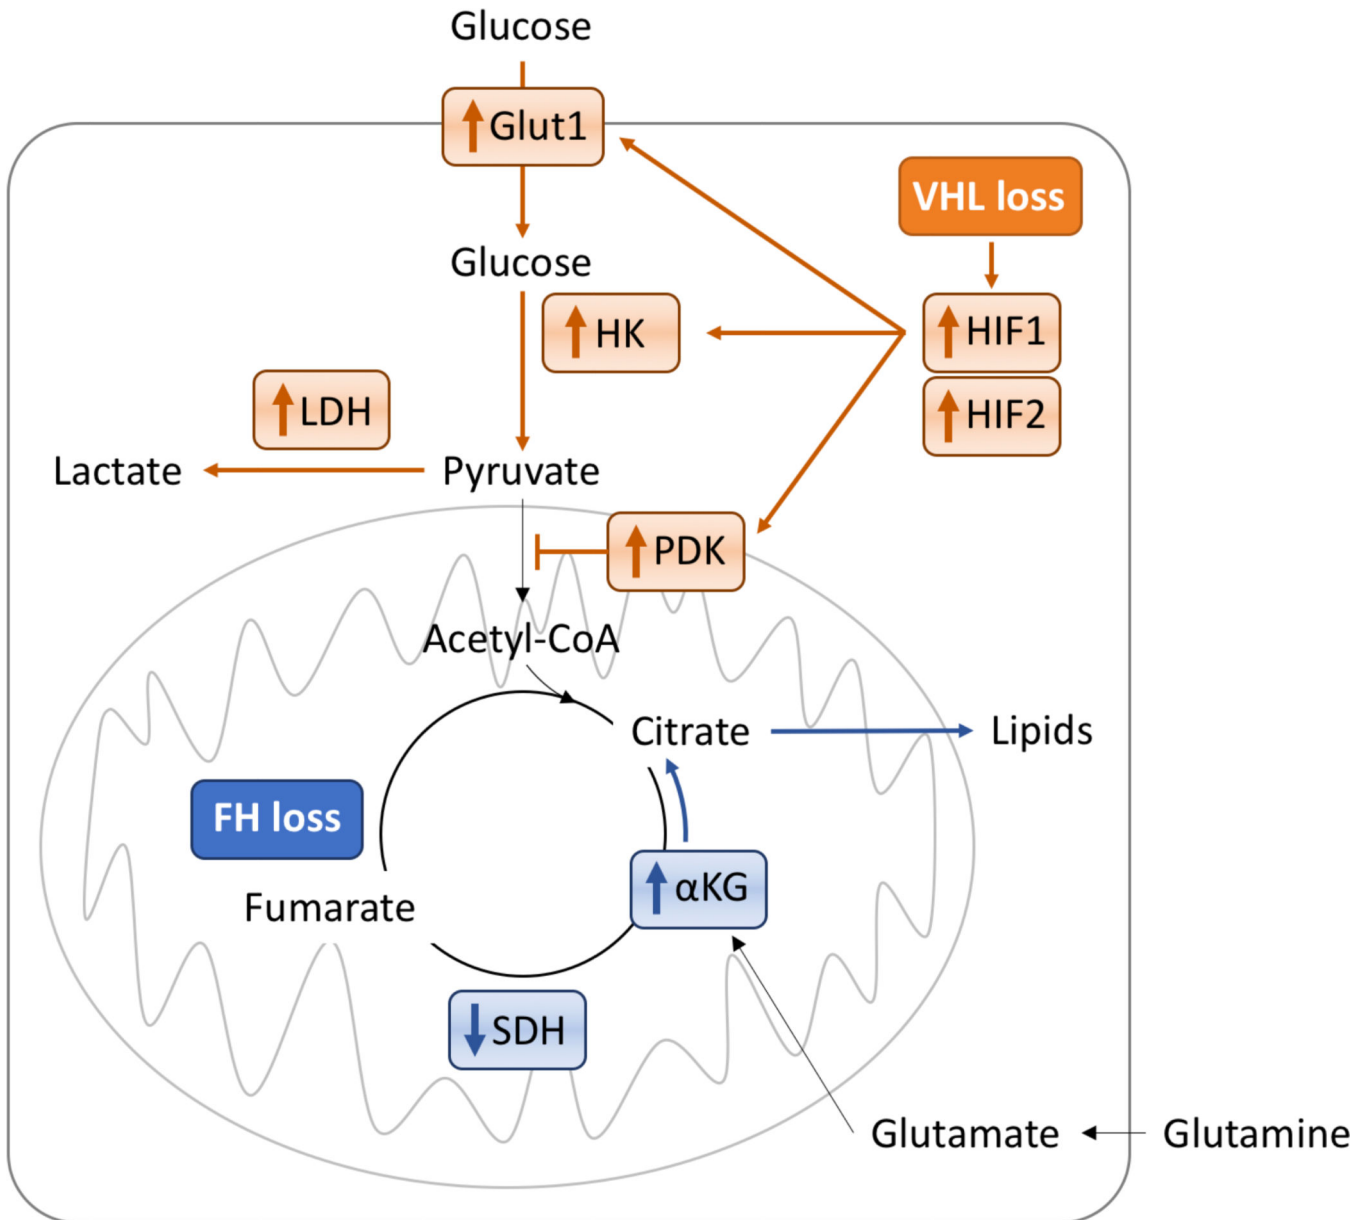 Glucose
Glut1
VHL loss
Glucose
HK
HIF1
LDH
HIF2
Lactate
Pyruvate
PDK
Acetyl-CoA
Citrate
Lipids
FH loss
αKG
Fumarate
SDH
Glutamate
Glutamine